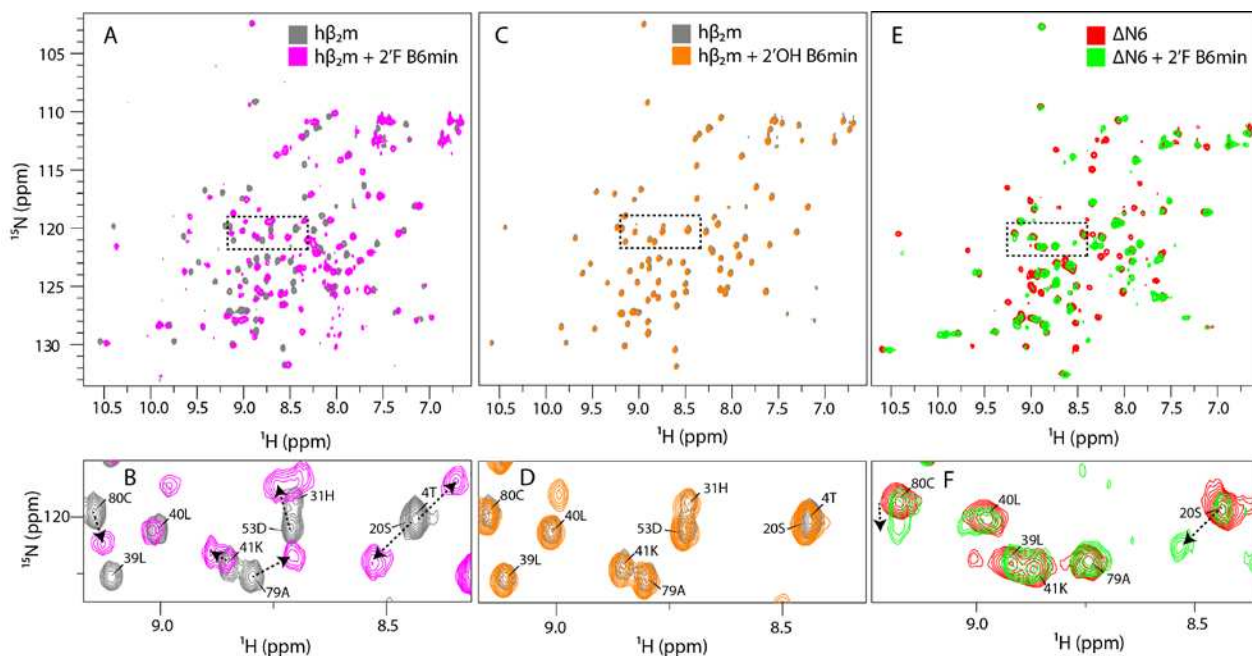 A
hβ₂m
hβ₂m + 2'F B6min
105
110
115
120
125
130
¹⁵N (ppm)
10.5 10.0 9.5 9.0 8.5 8.0 7.5 7.0
¹H (ppm)
C
hβ₂m
hβ₂m + 2'OH B6min
10.5 10.0 9.5 9.0 8.5 8.0 7.5 7.0
¹H (ppm)
E
ΔN6
ΔN6 + 2'F B6min
10.5 10.0 9.5 9.0 8.5 8.0 7.5 7.0
¹H (ppm)
B
80C
40L
39L
41K
79A
31H
53D
4T
20S
120
¹⁵N (ppm)
9.0 8.5
¹H (ppm)
D
80C
40L
39L
41K
79A
31H
53D
4T
20S
9.0 8.5
¹H (ppm)
F
80C
40L
39L
41K
79A
20S
9.0 8.5
¹H (ppm)